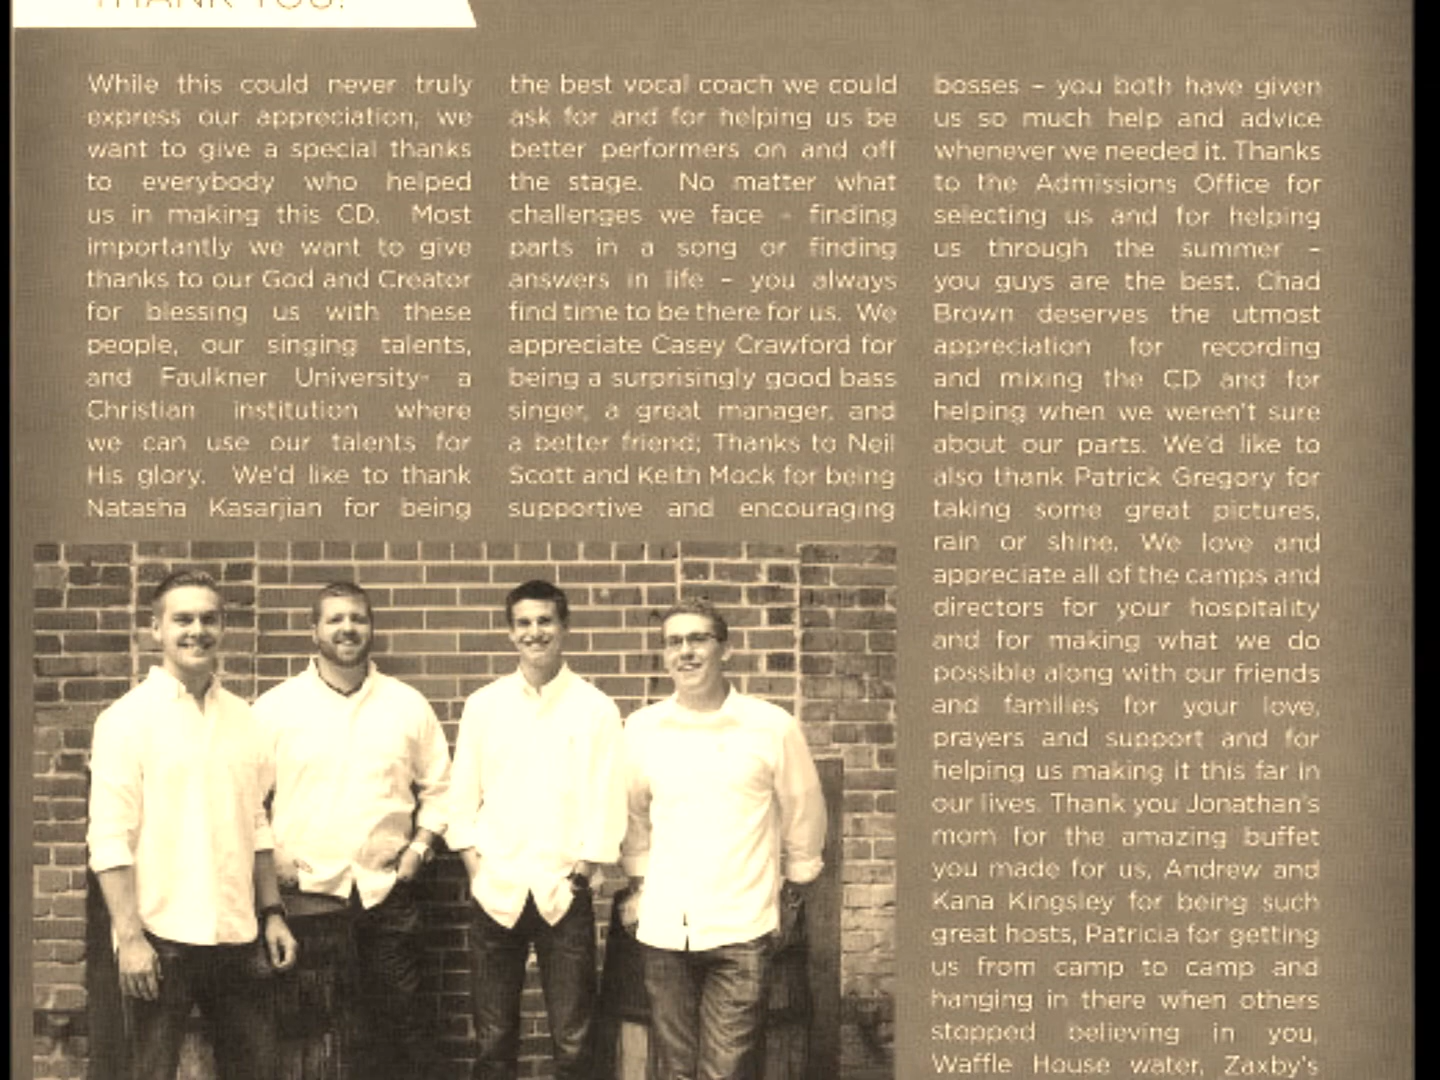 THANK YOU!
While this could never truly
express our appreciation, we
want to give a special thanks
to everybody who helped
us in making this CD. Most
importantly we want to give
thanks to our God and Creator
for blessing us with these
people, our singing talents,
and Faulkner University- a
Christian institution where
we can use our talents for
His glory. We'd like to thank
Natasha Kasarjian for being
the best vocal coach we could
ask for and for helping us be
better performers on and off
the stage. No matter what
challenges we face – finding
parts in a song or finding
answers in life – you always
find time to be there for us. We
appreciate Casey Crawford for
being a surprisingly good bass
singer, a great manager, and
a better friend; Thanks to Neil
Scott and Keith Mock for being
supportive and encouraging
bosses – you both have given
us so much help and advice
whenever we needed it. Thanks
to the Admissions Office for
selecting us and for helping
us through the summer –
you guys are the best. Chad
Brown deserves the utmost
appreciation for recording
and mixing the CD and for
helping when we weren't sure
about our parts. We'd like to
also thank Patrick Gregory for
taking some great pictures,
rain or shine. We love and
appreciate all of the camps and
directors for your hospitality
and for making what we do
possible along with our friends
and families for your love,
prayers and support and for
helping us making it this far in
our lives. Thank you Jonathan's
mom for the amazing buffet
you made for us, Andrew and
Kana Kingsley for being such
great hosts, Patricia for getting
us from camp to camp and
hanging in there when others
stopped believing in you,
Waffle House water, Zaxby's